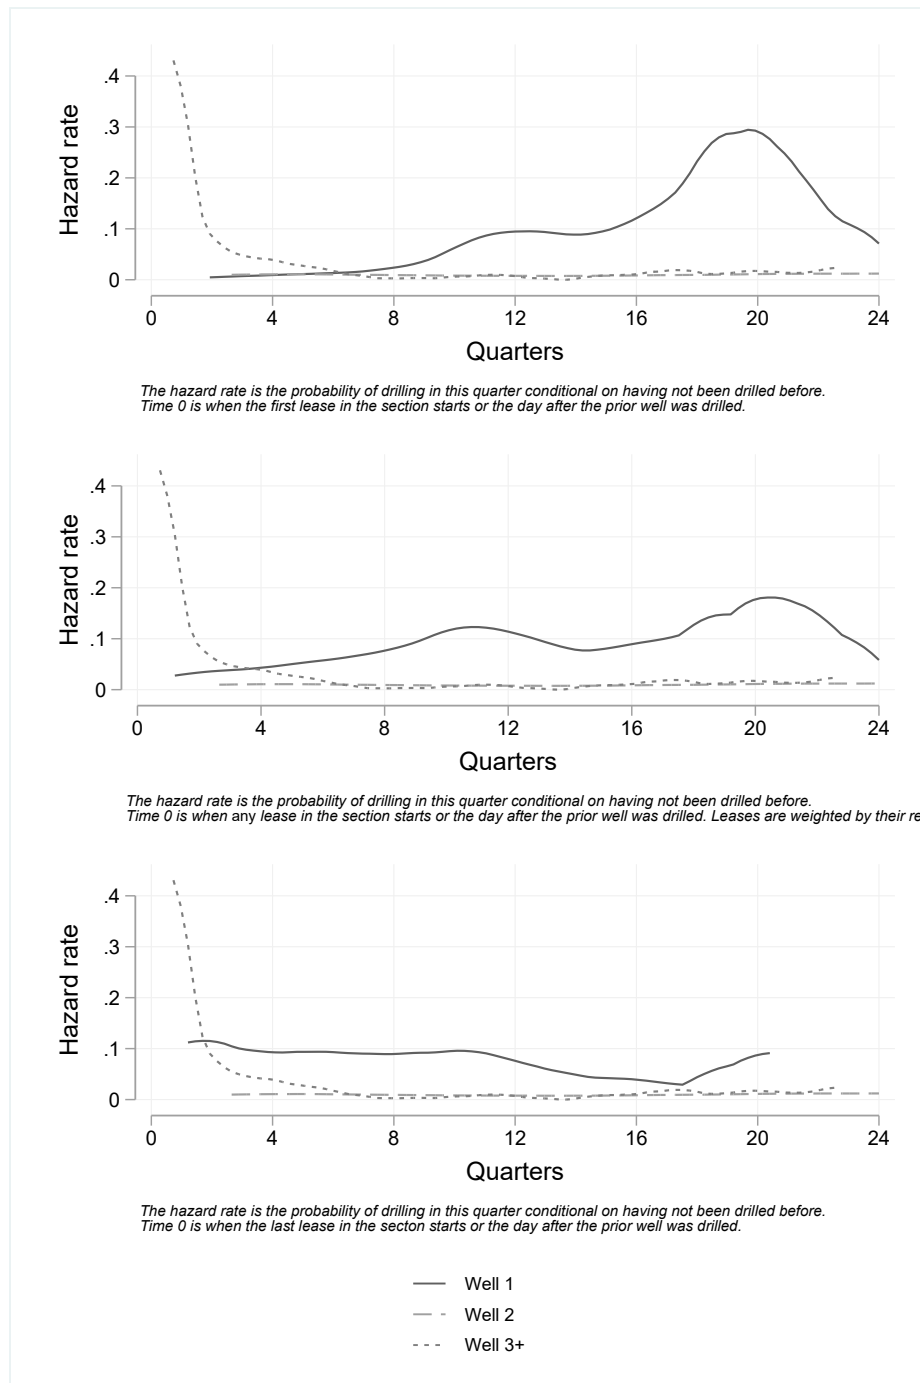 .4
.3
.2
.1
0
Hazard rate
0 4 8 12 16 20 24
Quarters
The hazard rate is the probability of drilling in this quarter conditional on having not been drilled before.
Time 0 is when the first lease in the section starts or the day after the prior well was drilled.
.4
.3
.2
.1
0
Hazard rate
0 4 8 12 16 20 24
Quarters
The hazard rate is the probability of drilling in this quarter conditional on having not been drilled before.
Time 0 is when any lease in the section starts or the day after the prior well was drilled. Leases are weighted by their re
.4
.3
.2
.1
0
Hazard rate
0 4 8 12 16 20 24
Quarters
The hazard rate is the probability of drilling in this quarter conditional on having not been drilled before.
Time 0 is when the last lease in the secton starts or the day after the prior well was drilled.
Well 1
Well 2
Well 3+